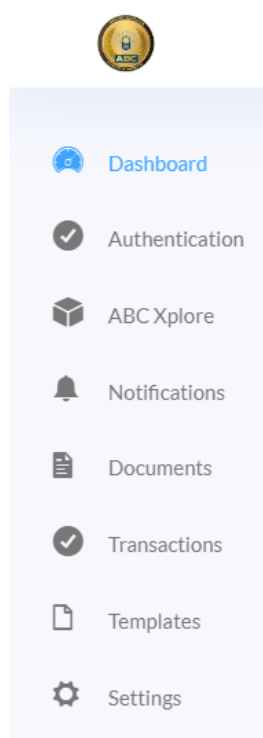 ABC
Dashboard
Authentication
ABC Xplore
Notifications
Documents
Transactions
Templates
Settings